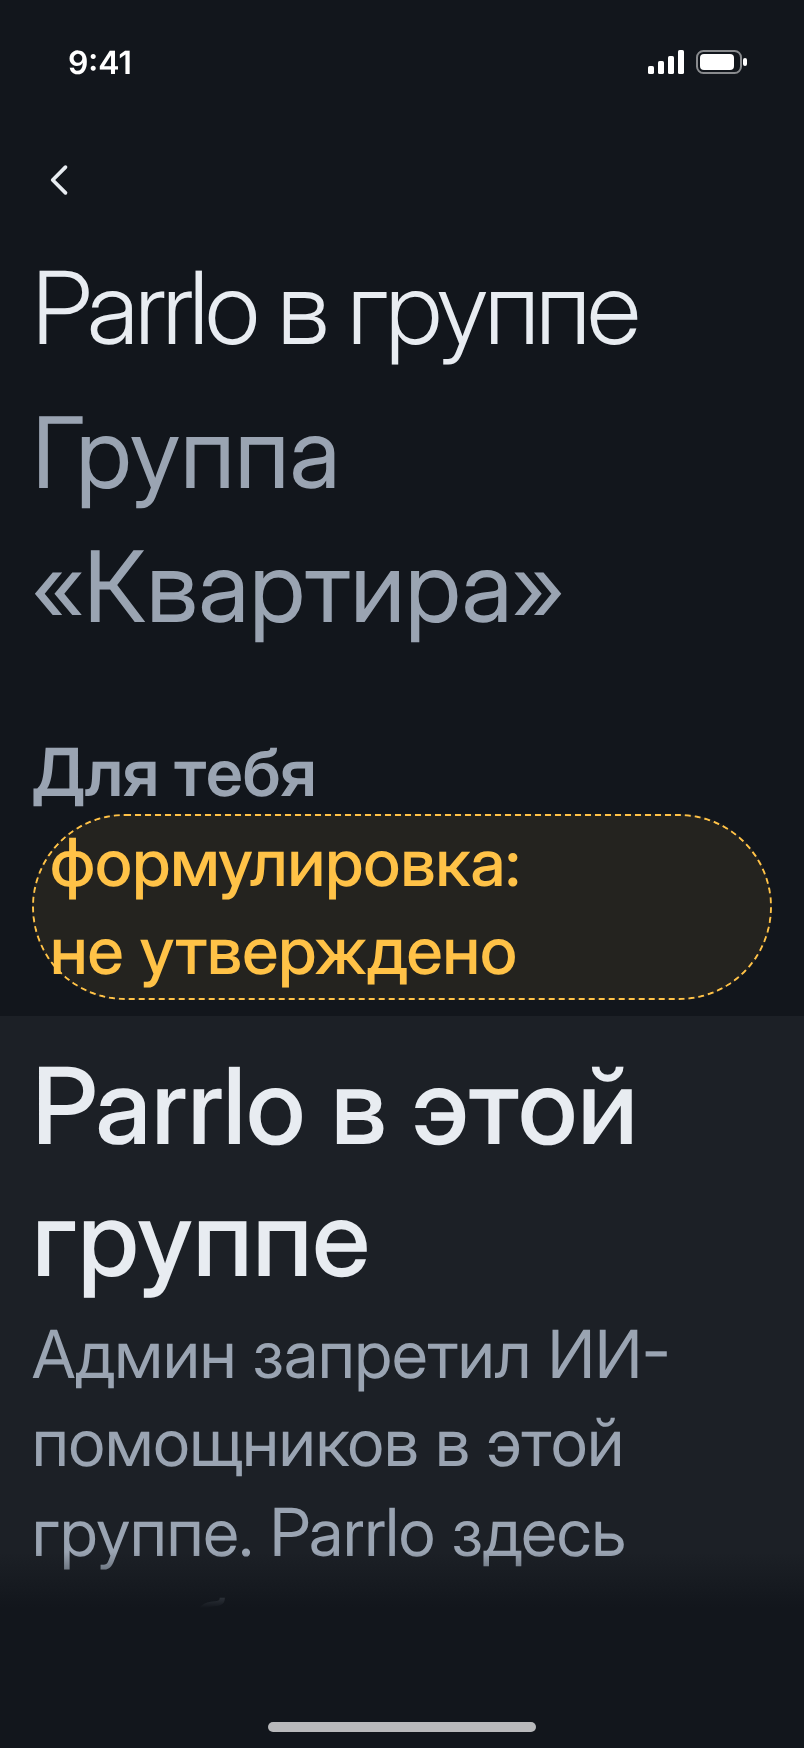 9:41
Parrlo в группе
Группа
«Квартира»
Для тебя
формулировка:
не утверждено
Parrlo в этой
группе
Админ запретил ИИ-
помощников в этой
группе. Parrlo здесь